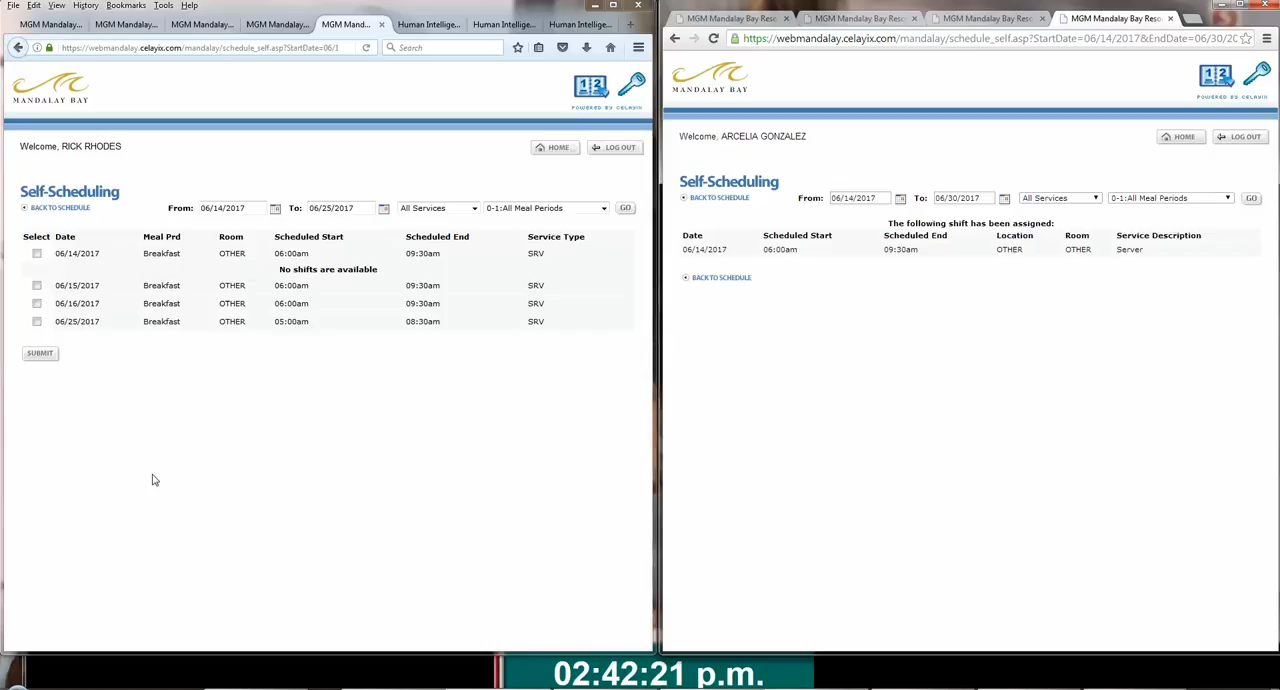 File Edit View History Bookmarks Tools Help
MGM Mandalay... MGM Mandalay... MGM Mandalay... MGM Mandalay... MGM Mand... × Human Intellige... Human Intellige... Human Intellige... +
https://webmandalay.celayix.com/mandalay/schedule_self.asp?StartDate=06/1 Search
MANDALAY BAY
12
POWERED BY CELAYIX
Welcome, RICK RHODES
HOME LOG OUT
Self-Scheduling
BACK TO SCHEDULE From: 06/14/2017 To: 06/25/2017 All Services 0-1:All Meal Periods GO
Select Date Meal Prd Room Scheduled Start Scheduled End Service Type
06/14/2017 Breakfast OTHER 06:00am 09:30am SRV
No shifts are available
06/15/2017 Breakfast OTHER 06:00am 09:30am SRV
06/16/2017 Breakfast OTHER 06:00am 09:30am SRV
06/25/2017 Breakfast OTHER 05:00am 08:30am SRV
SUBMIT
MGM Mandalay Bay Reso × MGM Mandalay Bay Reso × MGM Mandalay Bay Reso × MGM Mandalay Bay Reso ×
https://webmandalay.celayix.com/mandalay/schedule_self.asp?StartDate=06/14/2017&EndDate=06/30/20
MANDALAY BAY
12
POWERED BY CELAYIX
Welcome, ARCELIA GONZALEZ
HOME LOG OUT
Self-Scheduling
BACK TO SCHEDULE From: 06/14/2017 To: 06/30/2017 All Services 0-1:All Meal Periods GO
The following shift has been assigned:
Date Scheduled Start Scheduled End Location Room Service Description
06/14/2017 06:00am 09:30am OTHER OTHER Server
BACK TO SCHEDULE
02:42:21 p.m.